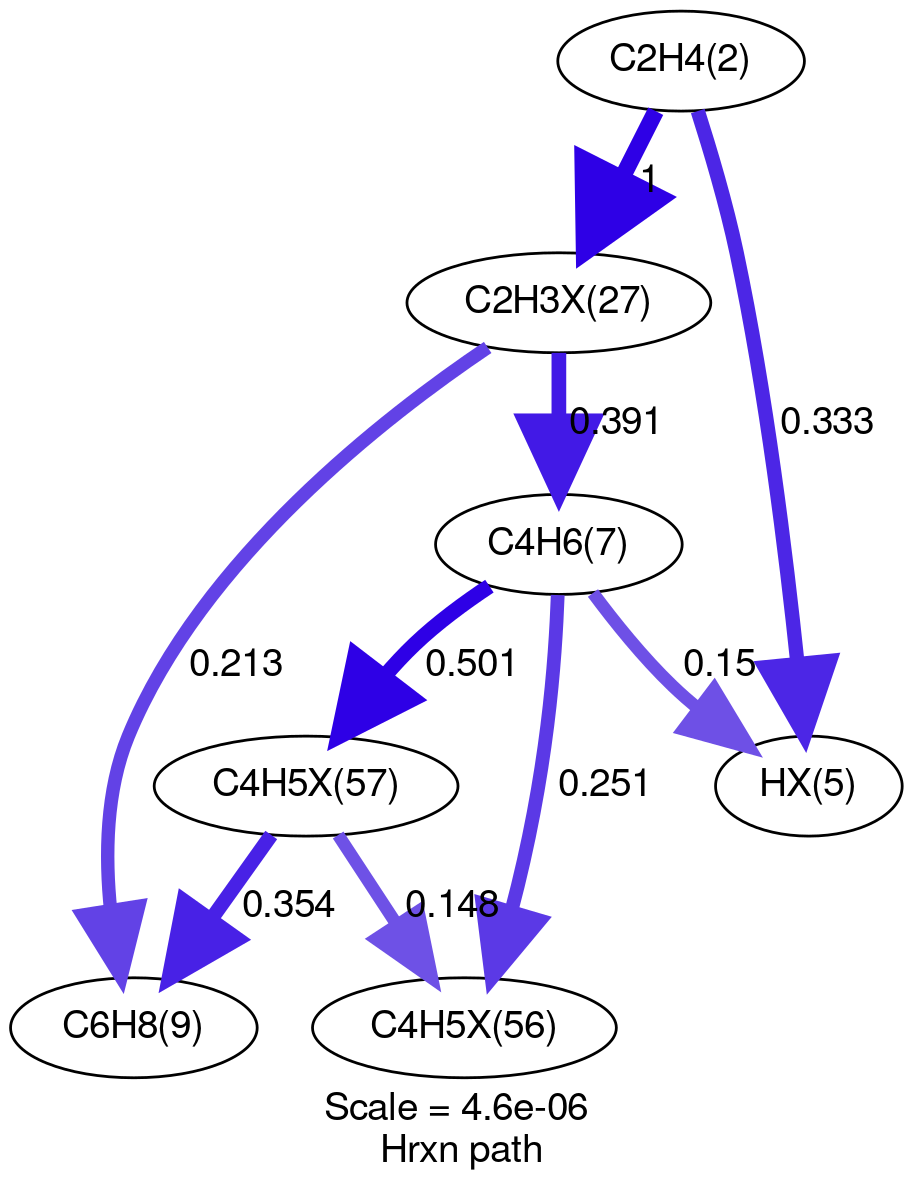 C2H4(2)
1
C2H3X(27)
0.391
0.333
C4H6(7)
0.213
0.501
0.15
0.251
C4H5X(57)
HX(5)
0.354
0.148
C6H8(9)
C4H5X(56)
Scale = 4.6e-06
Hrxn path